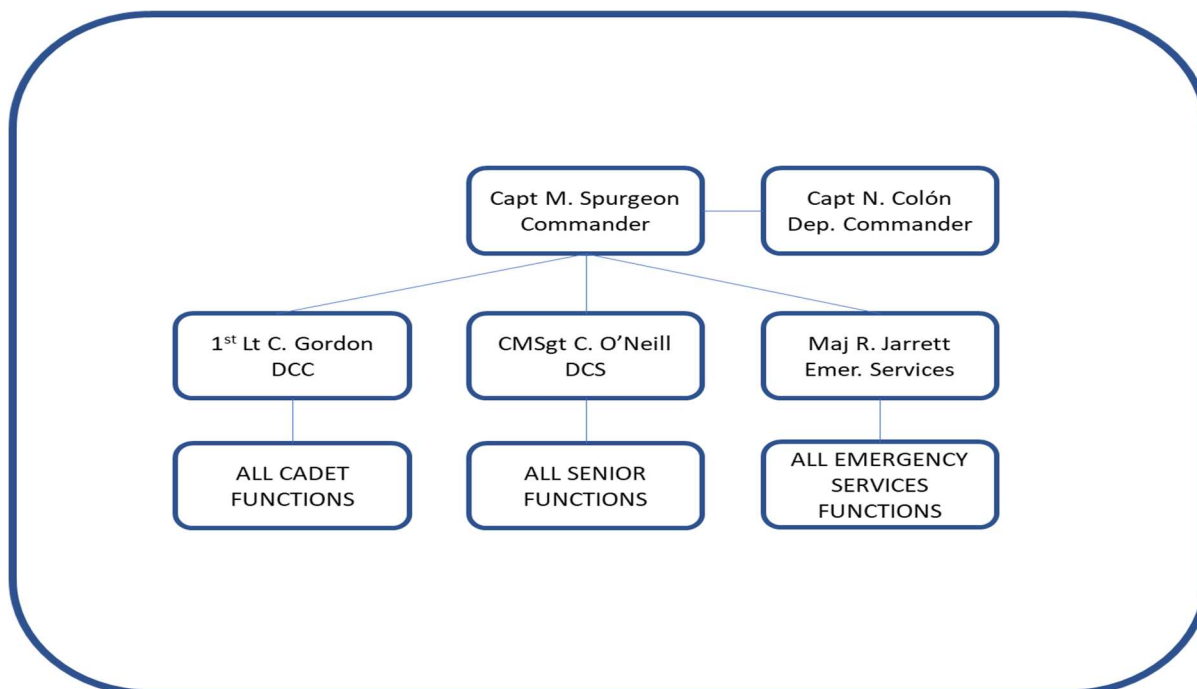 Capt M. Spurgeon
Commander
Capt N. Colón
Dep. Commander
1st Lt C. Gordon
DCC
CMSgt C. O’Neill
DCS
Maj R. Jarrett
Emer. Services
ALL CADET
FUNCTIONS
ALL SENIOR
FUNCTIONS
ALL EMERGENCY
SERVICES
FUNCTIONS